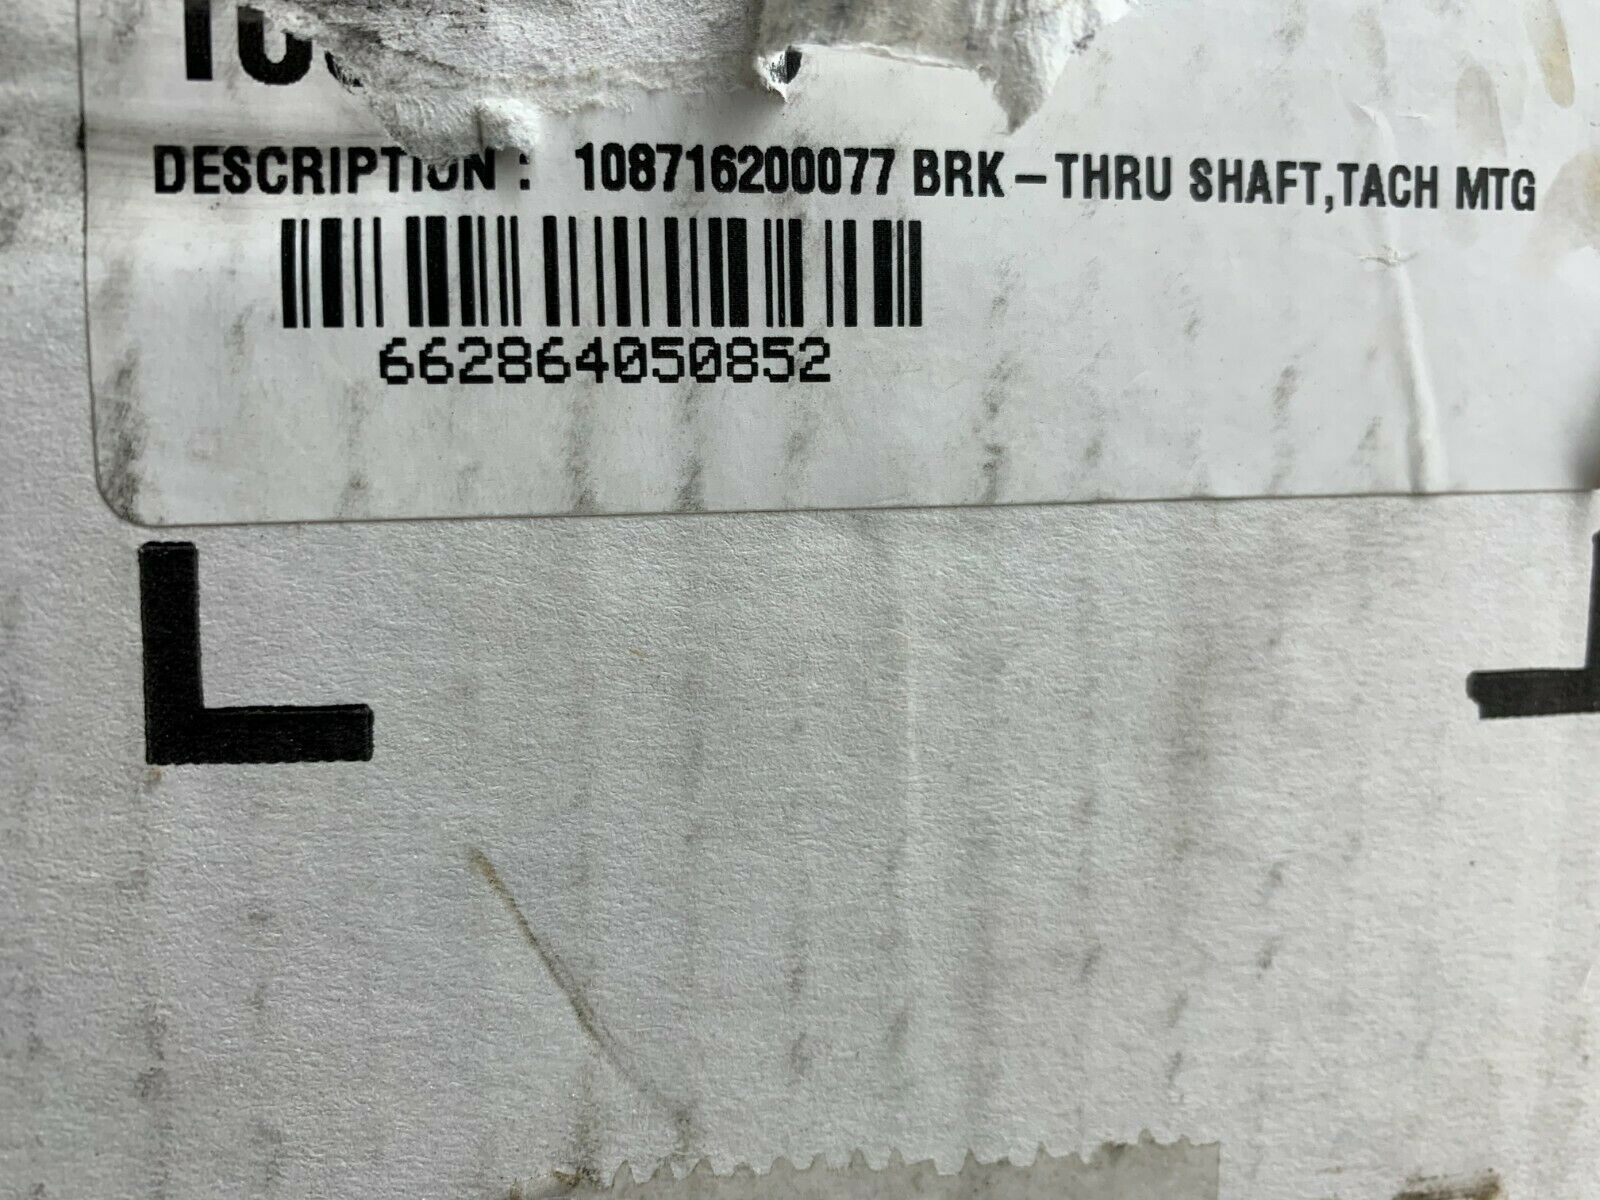 DESCRIPTION : 108716200077 BRK-THRU SHAFT,TACH MTG
662864050852